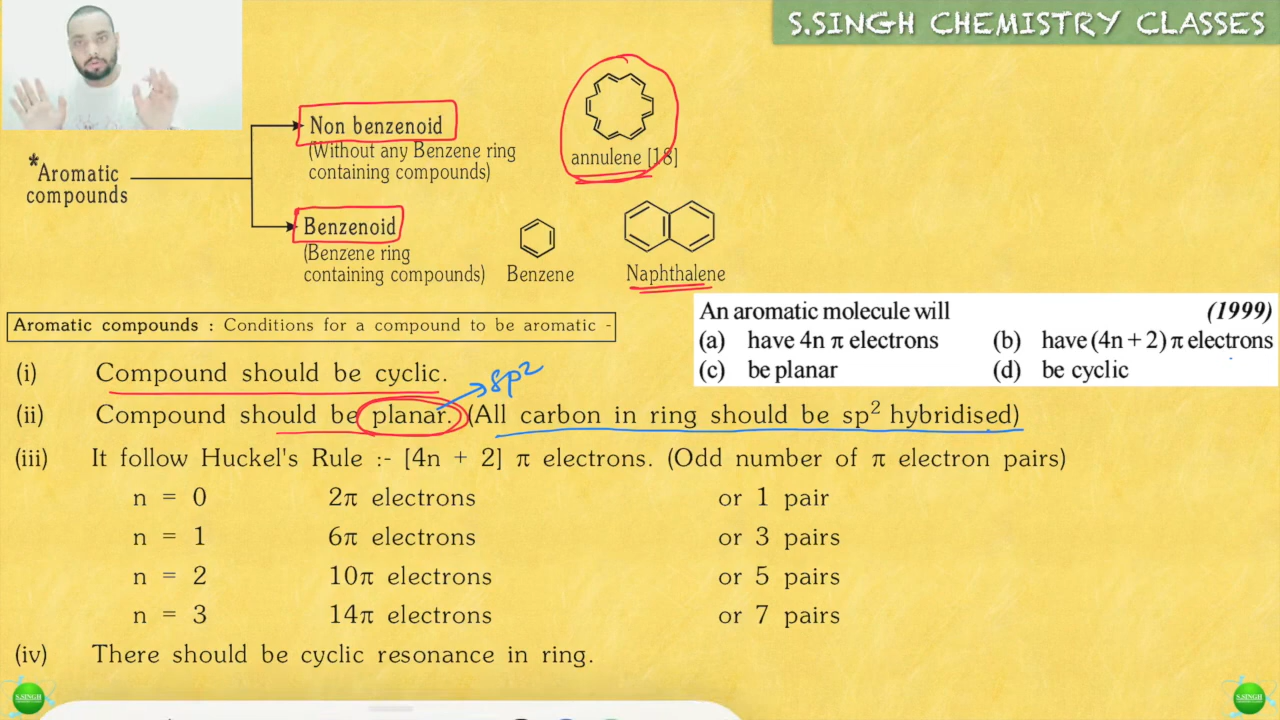 S.SINGH CHEMISTRY CLASSES
*Aromatic
compounds
Non benzenoid
(Without any Benzene ring
containing compounds)
annulene [18]
Benzenoid
(Benzene ring
containing compounds)
Benzene
Naphthalene
An aromatic molecule will (1999)
(a) have 4n π electrons (b) have (4n + 2) π electrons
(c) be planar (d) be cyclic
Aromatic compounds : Conditions for a compound to be aromatic -
(i) Compound should be cyclic.
sp²
(ii) Compound should be planar. (All carbon in ring should be sp² hybridised)
(iii) It follow Huckel's Rule :- [4n + 2] π electrons. (Odd number of π electron pairs)
n = 0 2π electrons or 1 pair
n = 1 6π electrons or 3 pairs
n = 2 10π electrons or 5 pairs
n = 3 14π electrons or 7 pairs
(iv) There should be cyclic resonance in ring.
S.SINGH
S.SINGH